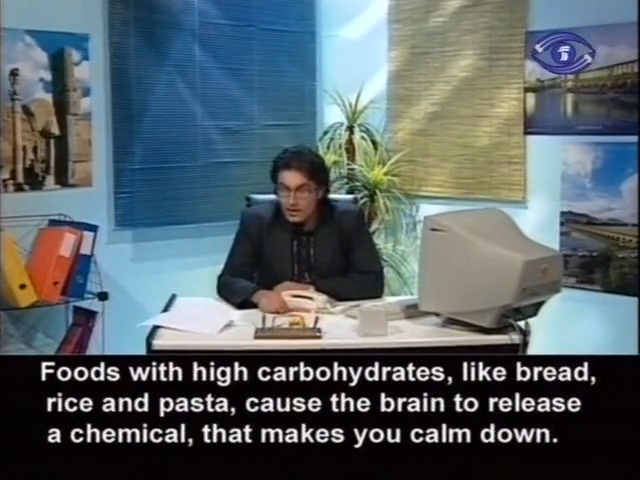 Foods with high carbohydrates, like bread,
rice and pasta, cause the brain to release
a chemical, that makes you calm down.